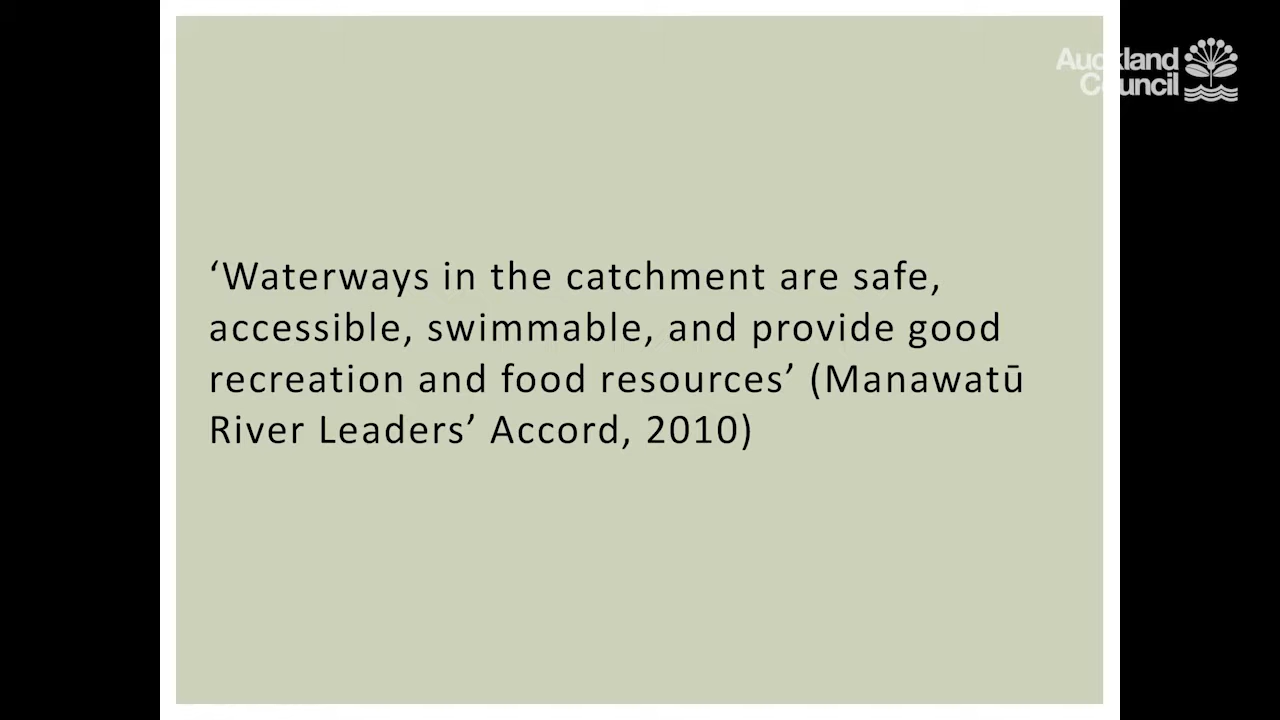 Auckland
Council
‘Waterways in the catchment are safe,
accessible, swimmable, and provide good
recreation and food resources’ (Manawatū
River Leaders’ Accord, 2010)